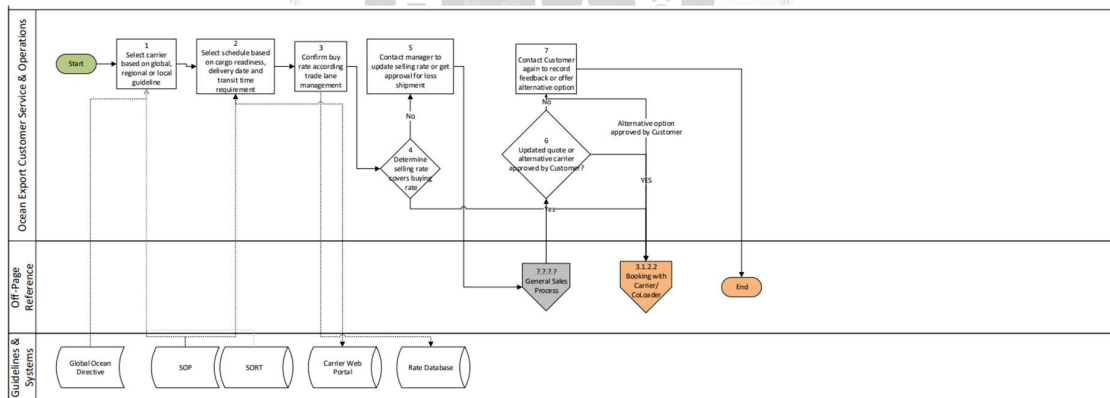 Ocean Export Customer Service & Operations
Start
1
Select carrier
based on global,
regional or local
guideline
2
Select schedule based
on cargo readiness,
delivery date and
transit time
requirement
3
Confirm buy
rate according
trade lane
management
5
Contact manager to
update selling rate or get
approval for loss
shipment
No
4
Determine
selling rate
covers buying
rate
Yes
7
Contact Customer
again to record
feedback or offer
alternative option
No
6
Updated quote or
alternative carrier
approved by Customer?
Alternative option
approved by Customer
YES
Off-Page
Reference
?.?.?.?
General Sales
Process
3.1.2.2
Booking with
Carrier/
CoLoader
End
Guidelines &
Systems
Global Ocean
Directive
SOP
SORT
Carrier Web
Portal
Rate Database